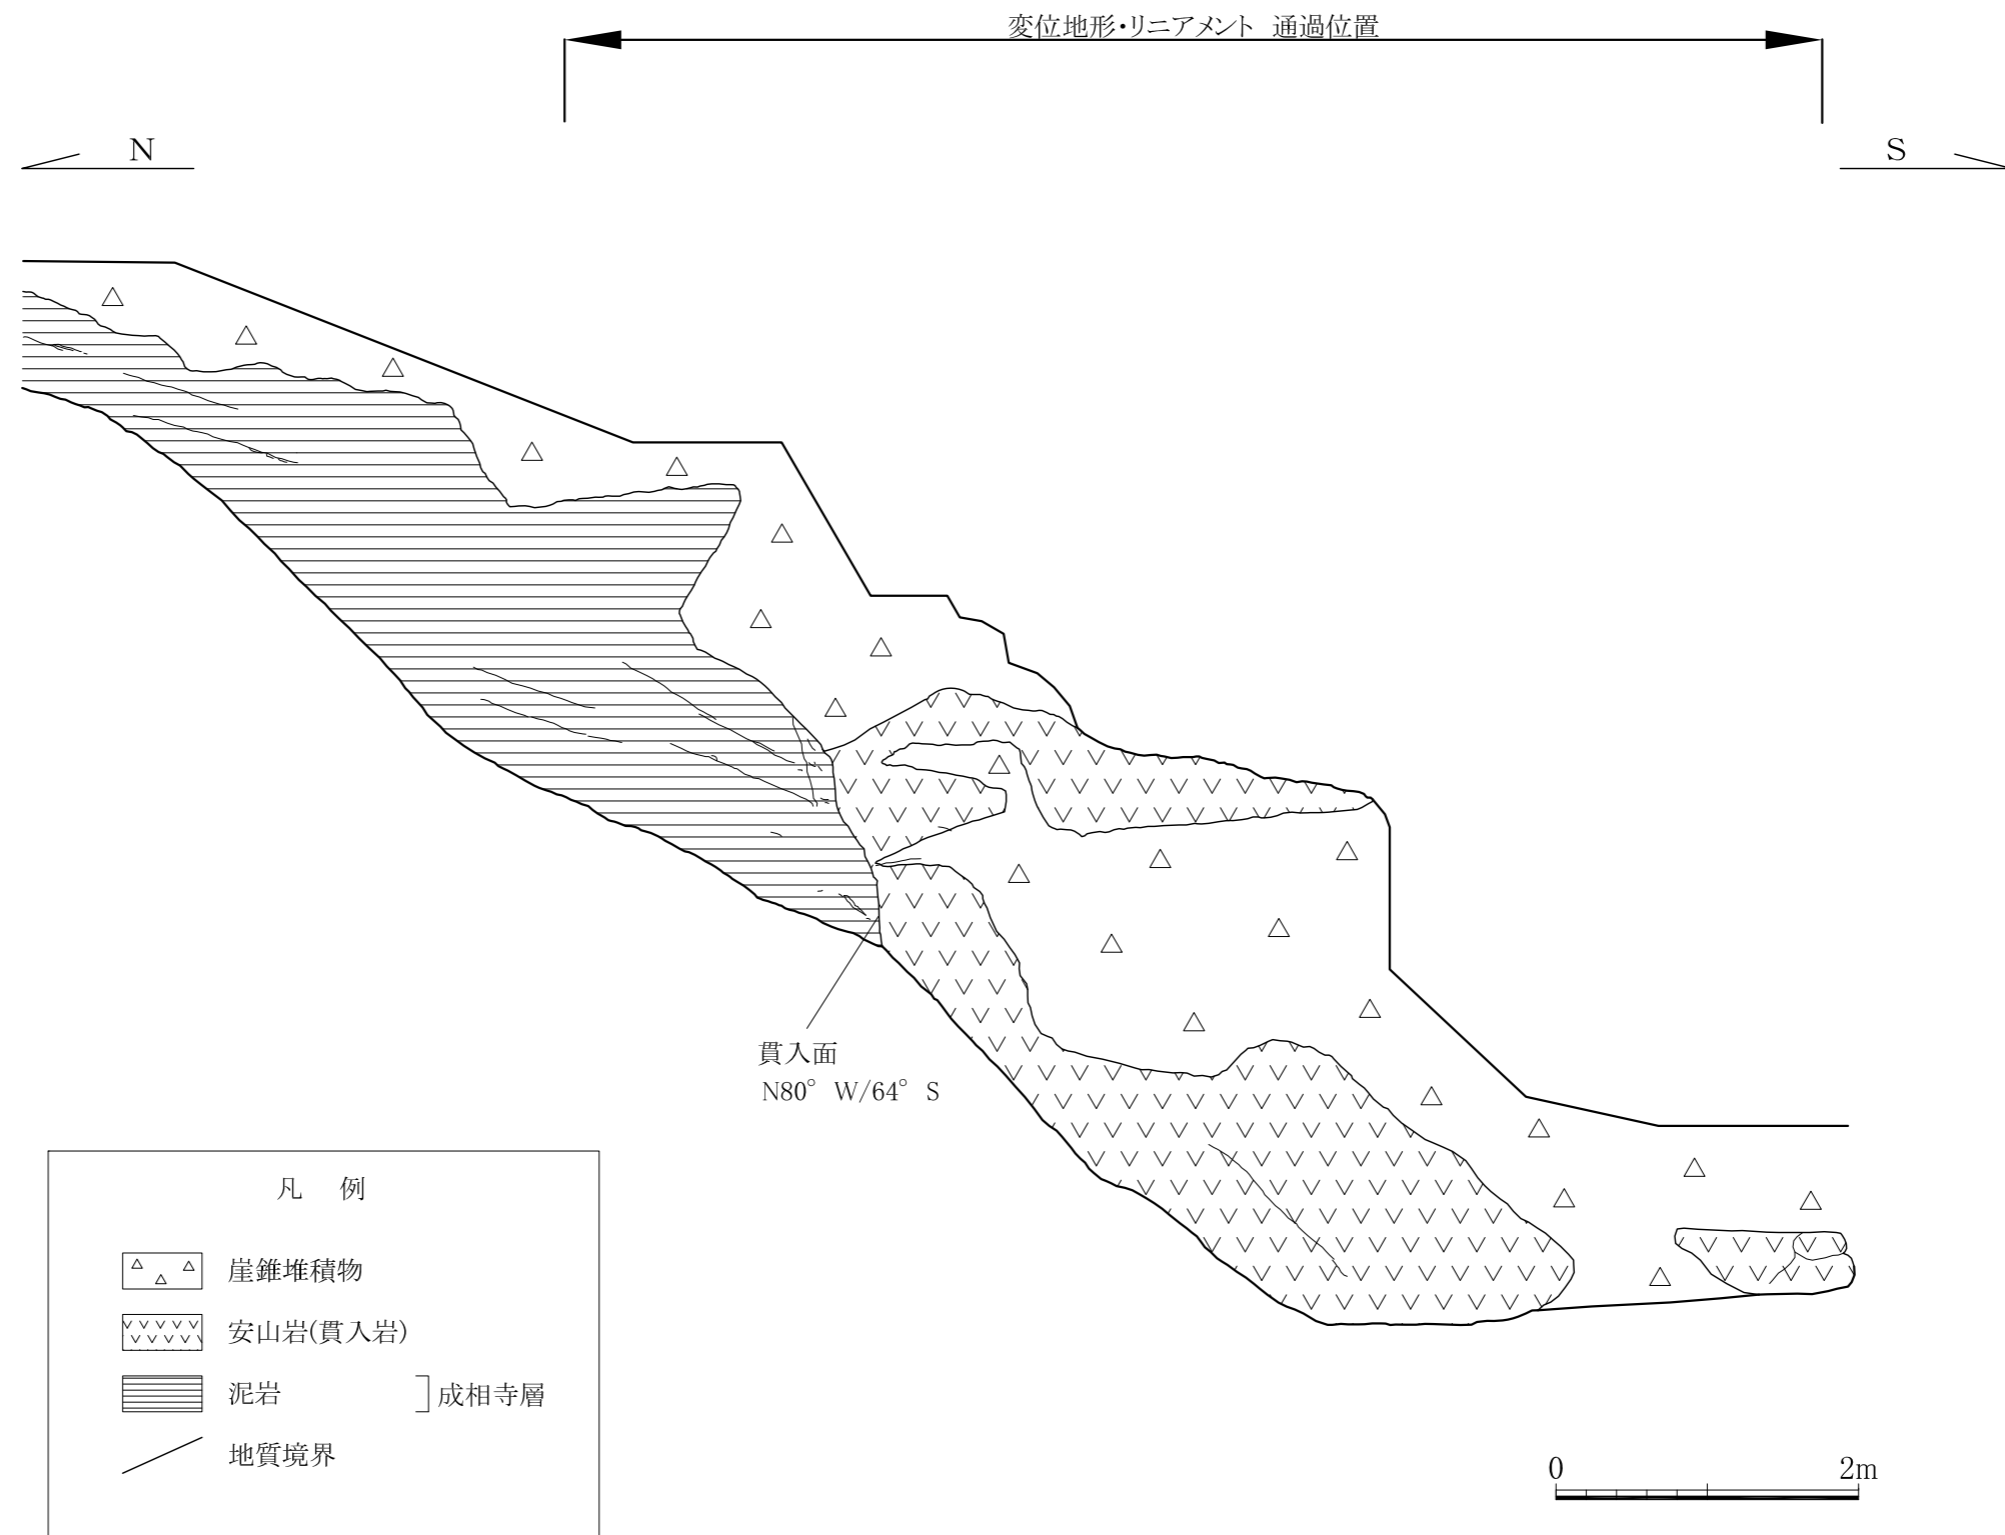 変位地形・リニアメント 通過位置
N
S
貫入面
N80° W/64° S
凡 例
崖錐堆積物
安山岩(貫入岩)
泥岩
成相寺層
地質境界
0
2m